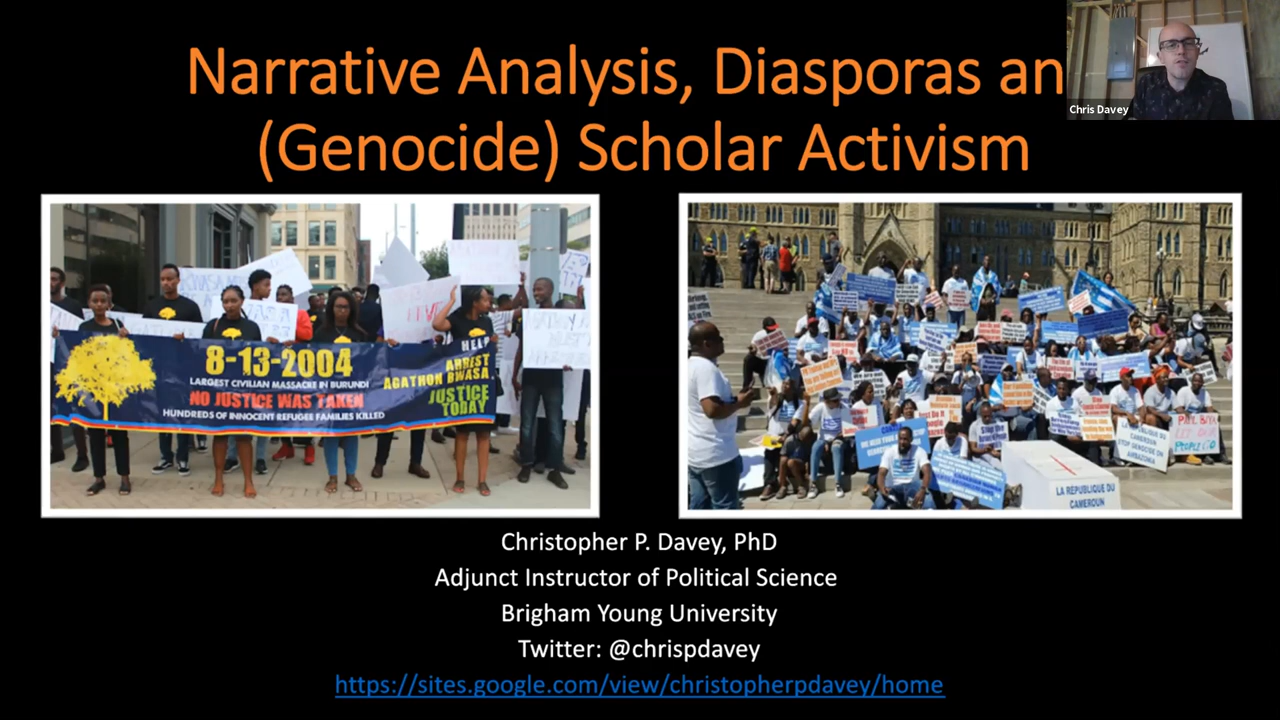 Narrative Analysis, Diasporas an
(Genocide) Scholar Activism
Chris Davey
8-13-2004
LARGEST CIVILIAN MASSACRE IN BURUNDI
NO JUSTICE WAS TAKEN
HUNDREDS OF INNOCENT REFUGEE FAMILIES KILLED
HELP
ARREST
AGATHON RWASA
JUSTICE
TODAY
LA RÉPUBLIQUE DU
CAMEROUN
Christopher P. Davey, PhD
Adjunct Instructor of Political Science
Brigham Young University
Twitter: @chrispdavey
https://sites.google.com/view/christopherpdavey/home